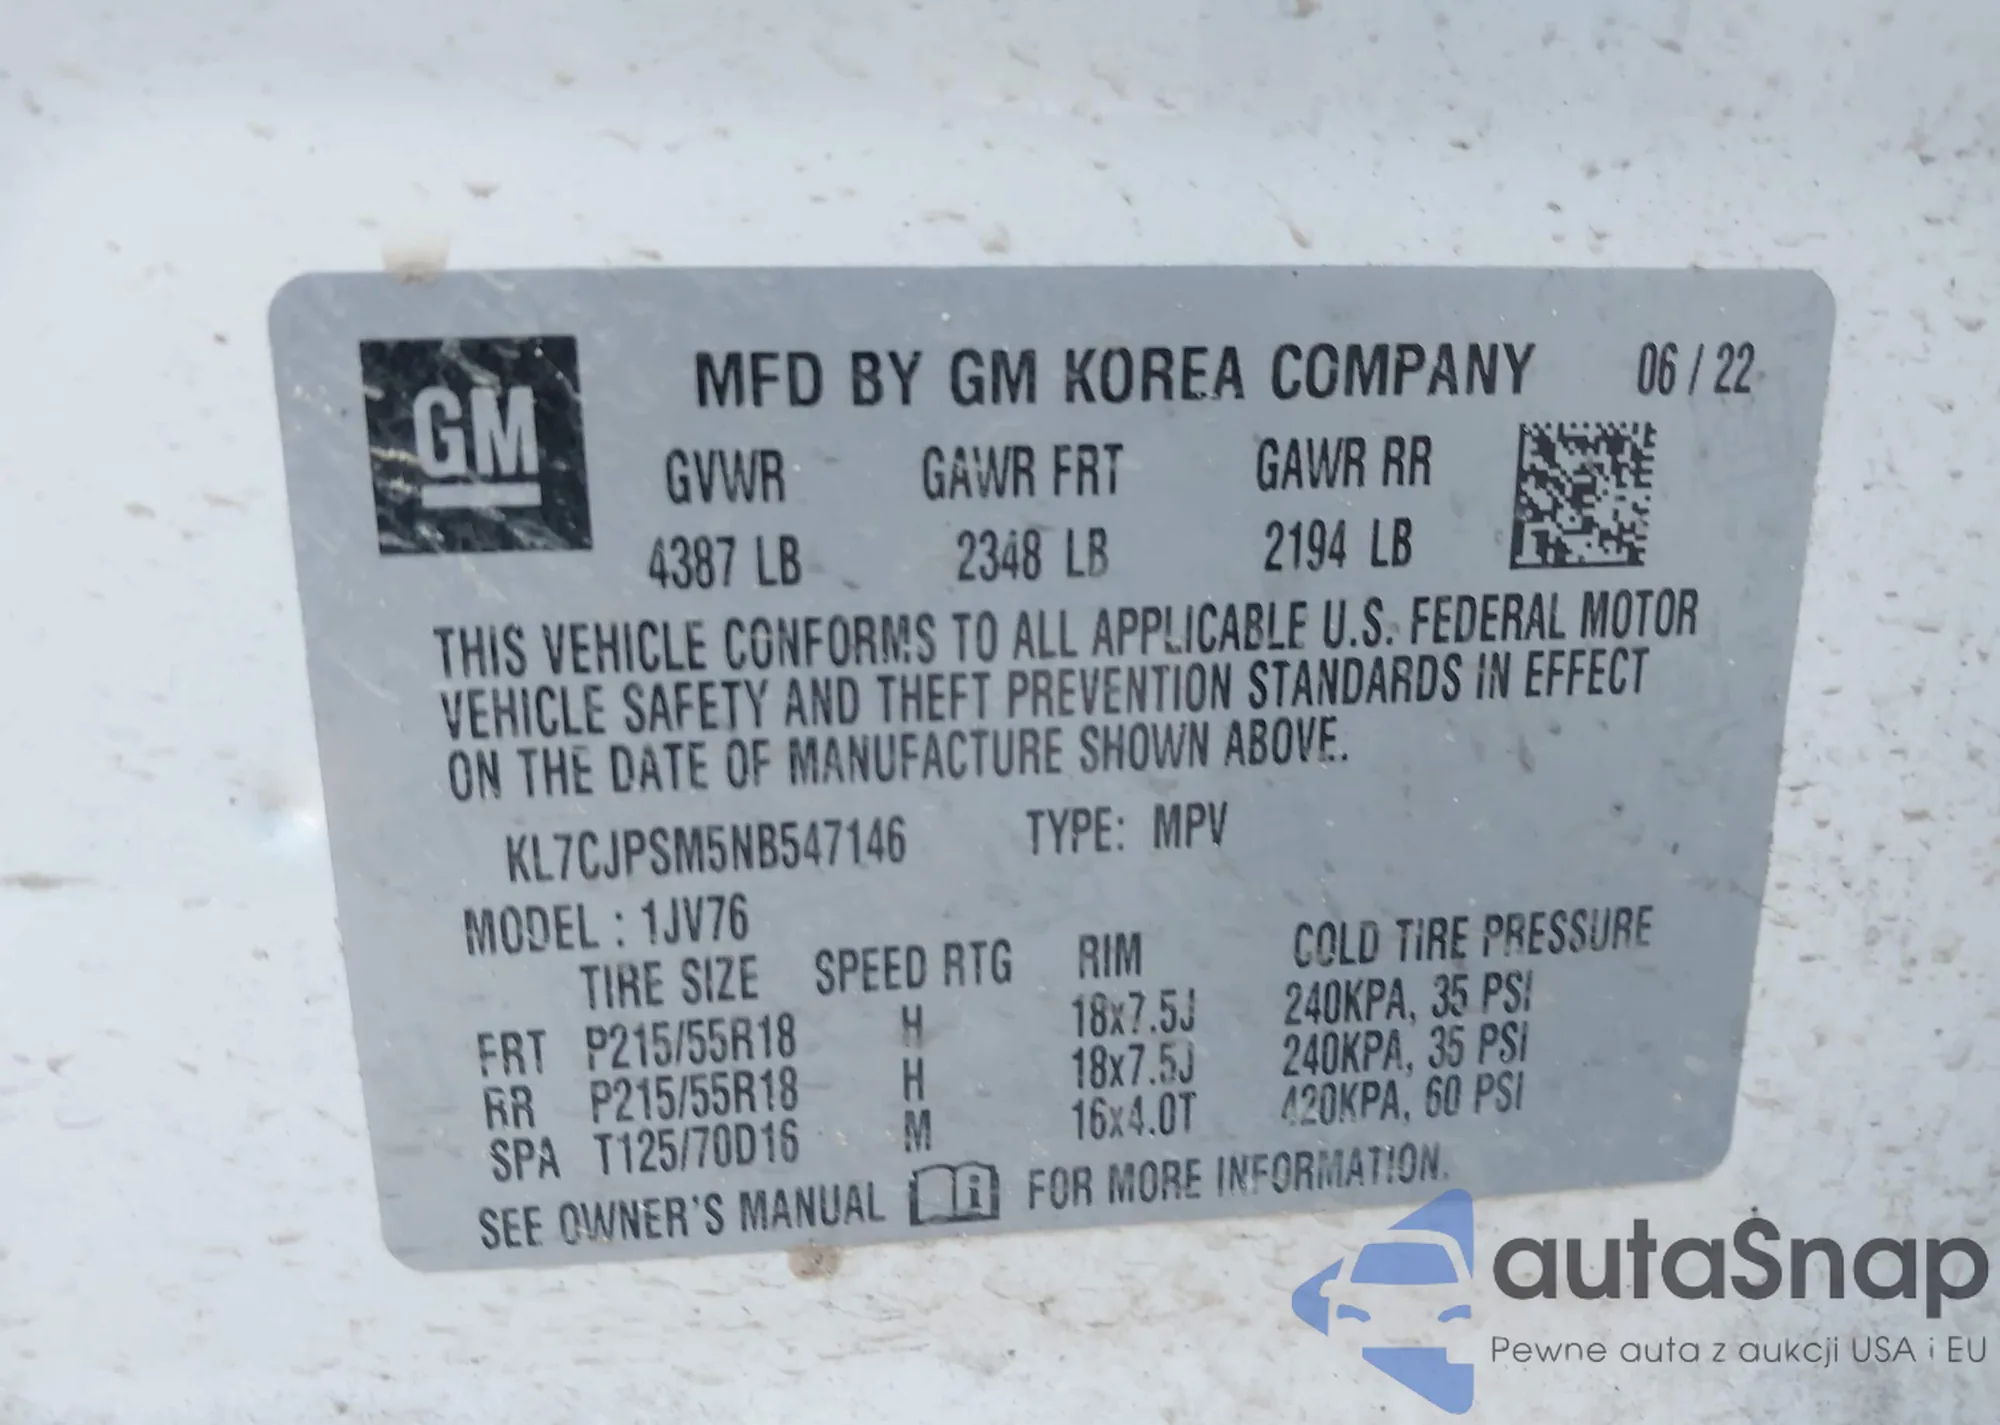 GM
MFD BY GM KOREA COMPANY 06 / 22
GVWR GAWR FRT GAWR RR
4387 LB 2348 LB 2194 LB
THIS VEHICLE CONFORMS TO ALL APPLICABLE U.S. FEDERAL MOTOR
VEHICLE SAFETY AND THEFT PREVENTION STANDARDS IN EFFECT
ON THE DATE OF MANUFACTURE SHOWN ABOVE.
KL7CJPSM5NB547146 TYPE: MPV
MODEL : 1JV76
TIRE SIZE SPEED RTG RIM COLD TIRE PRESSURE
FRT P215/55R18 H 18x7.5J 240KPA, 35 PSI
RR P215/55R18 H 18x7.5J 240KPA, 35 PSI
SPA T125/70D16 M 16x4.0T 420KPA, 60 PSI
SEE OWNER'S MANUAL i FOR MORE INFORMATION.
autaSnap
Pewne auta z aukcji USA i EU